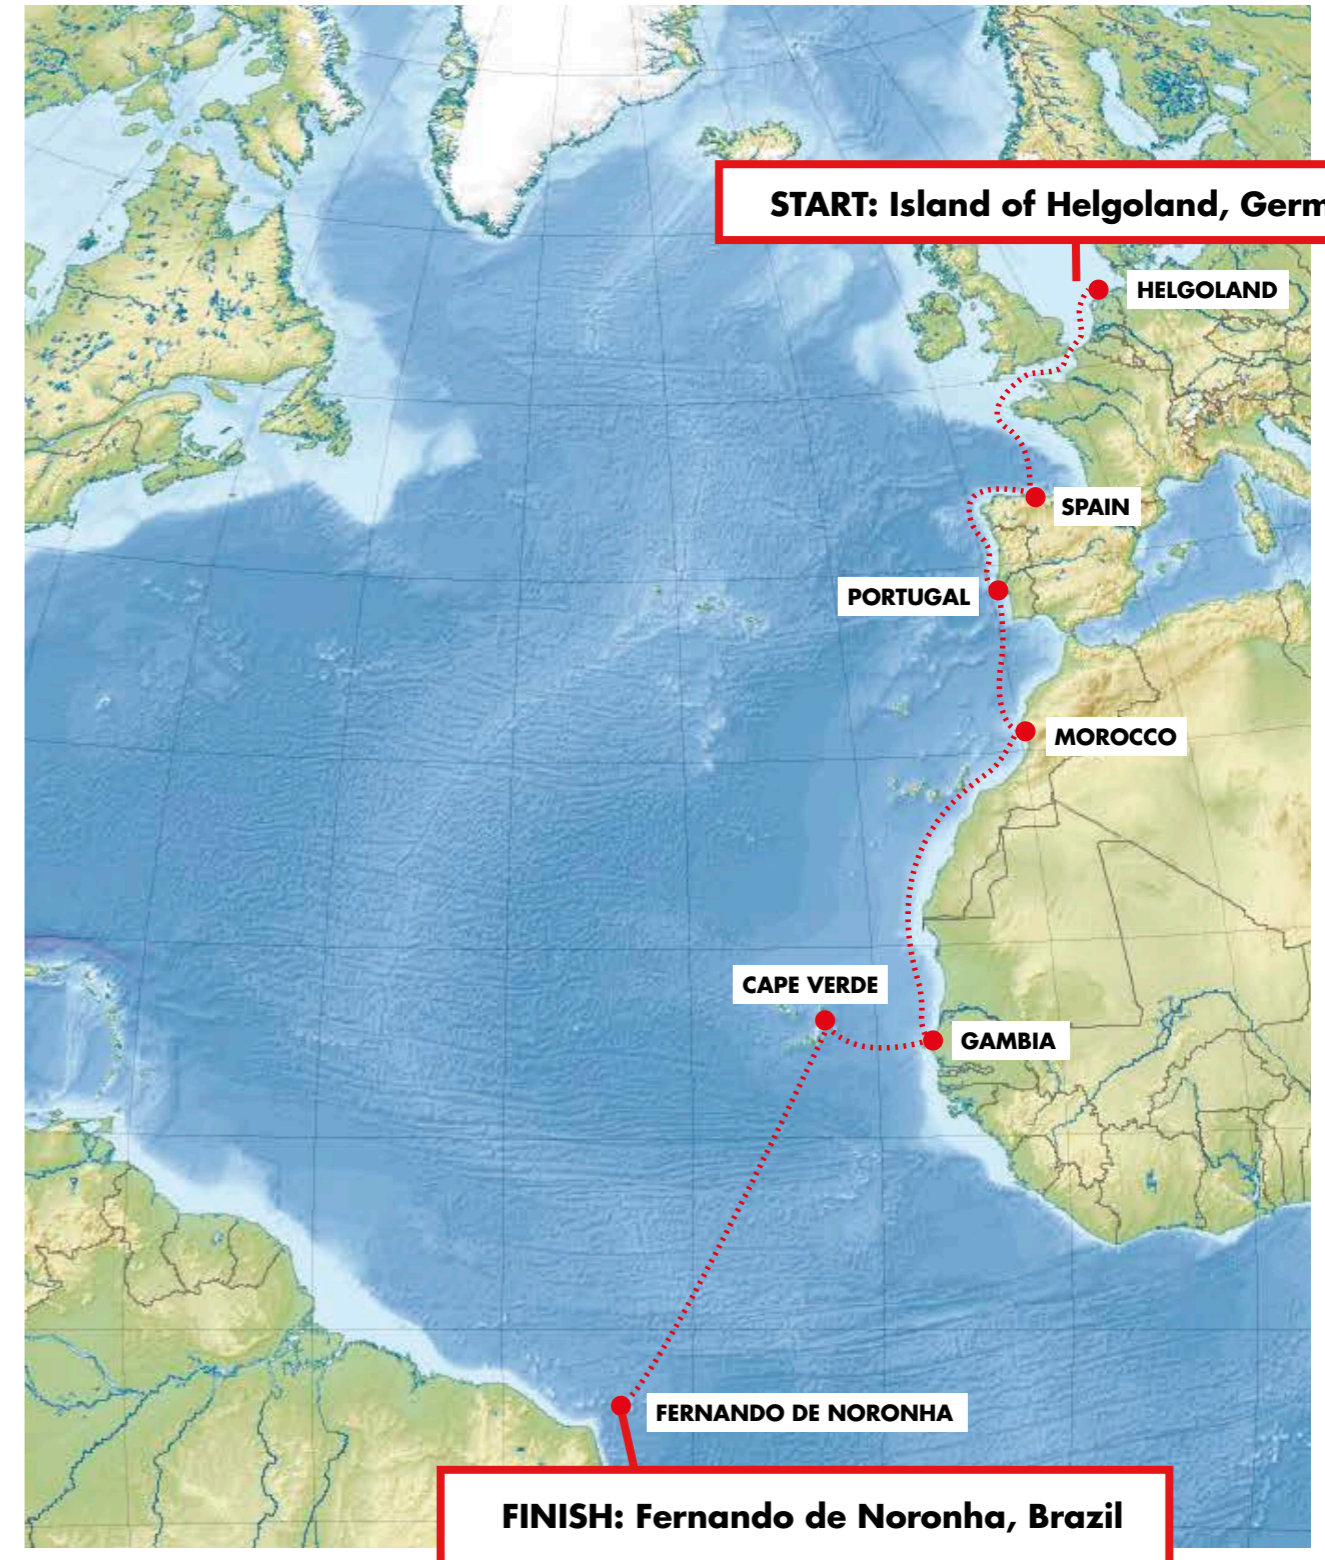 START: Island of Helgoland, Germ
HELGOLAND
SPAIN
PORTUGAL
MOROCCO
CAPE VERDE
GAMBIA
FERNANDO DE NORONHA
FINISH: Fernando de Noronha, Brazil